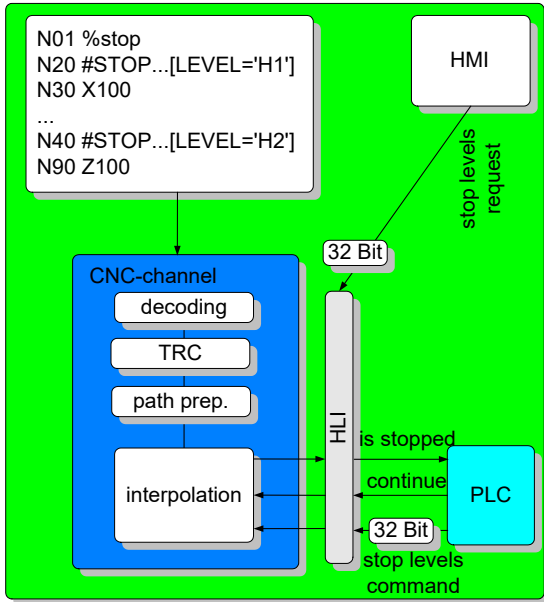 N01 %stop
N20 #STOP...[LEVEL='H1']
N30 X100
...
N40 #STOP...[LEVEL='H2']
N90 Z100
HMI
stop levels
request
32 Bit
CNC-channel
decoding
TRC
path prep.
interpolation
HLI
is stopped
continue
PLC
32 Bit
stop levels
command